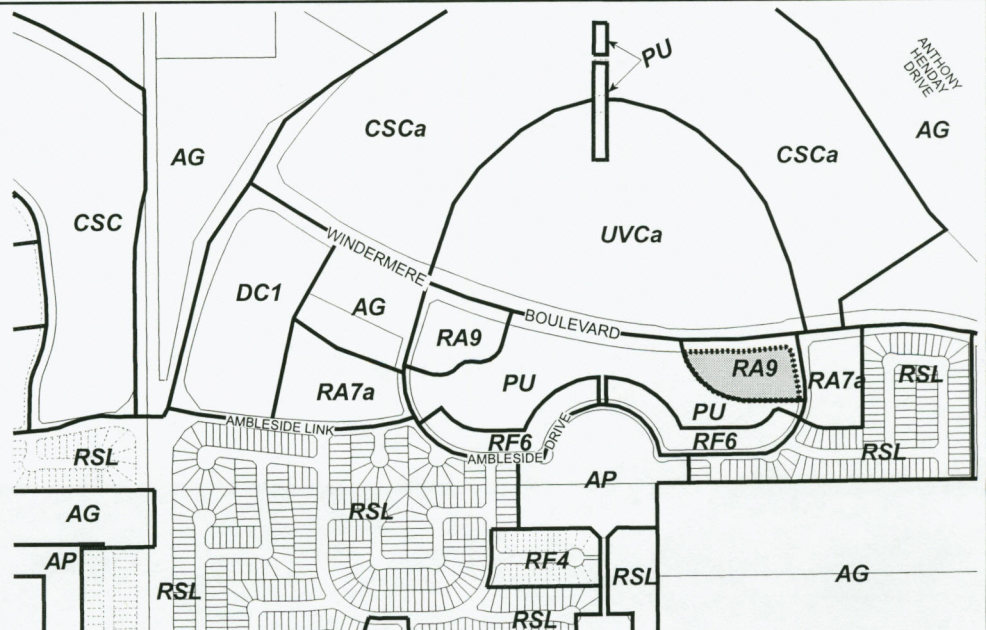 PU
ANTHONY
HENDAY
DRIVE
CSCa
AG
CSCa
AG
CSC
UVCa
WINDERMERE
DC1
AG
BOULEVARD
RA9
RA9
RA7a
RSL
PU
RA7a
PU
AMBLESIDE LINK
RF6
AMBLESIDE DRIVE
RF6
RSL
RSL
AP
RSL
AG
AP
RF4
RSL
AG
RSL
RSL